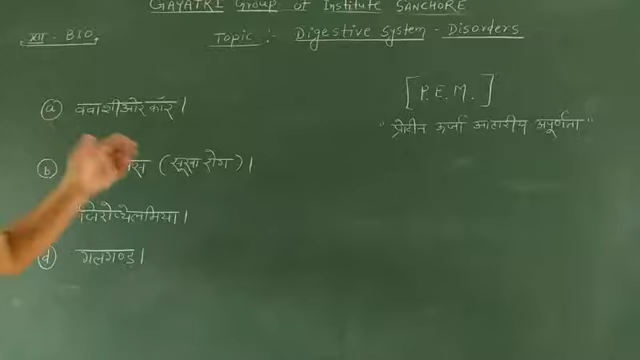 GAYATRI Group of Institute SANCHORE
XII - BIO.
Topic :- Digestive System - Disorders
(a) क्वाशीओरकॉर।
[P.E.M.]
"प्रोटीन ऊर्जा आहारीय अपूर्णता"
(b) (सूखा रोग)।
जिरोप्थैलमिया।
(d) गलगण्ड।